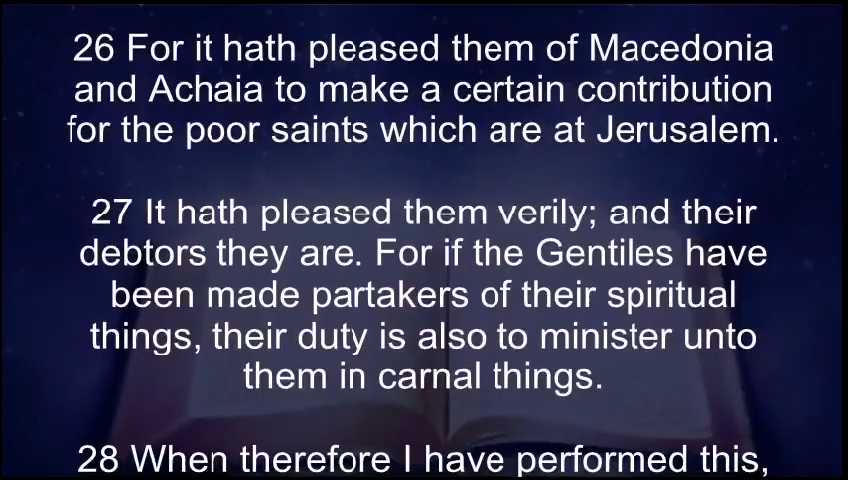 26 For it hath pleased them of Macedonia
and Achaia to make a certain contribution
for the poor saints which are at Jerusalem.
27 It hath pleased them verily; and their
debtors they are. For if the Gentiles have
been made partakers of their spiritual
things, their duty is also to minister unto
them in carnal things.
28 When therefore I have performed this,